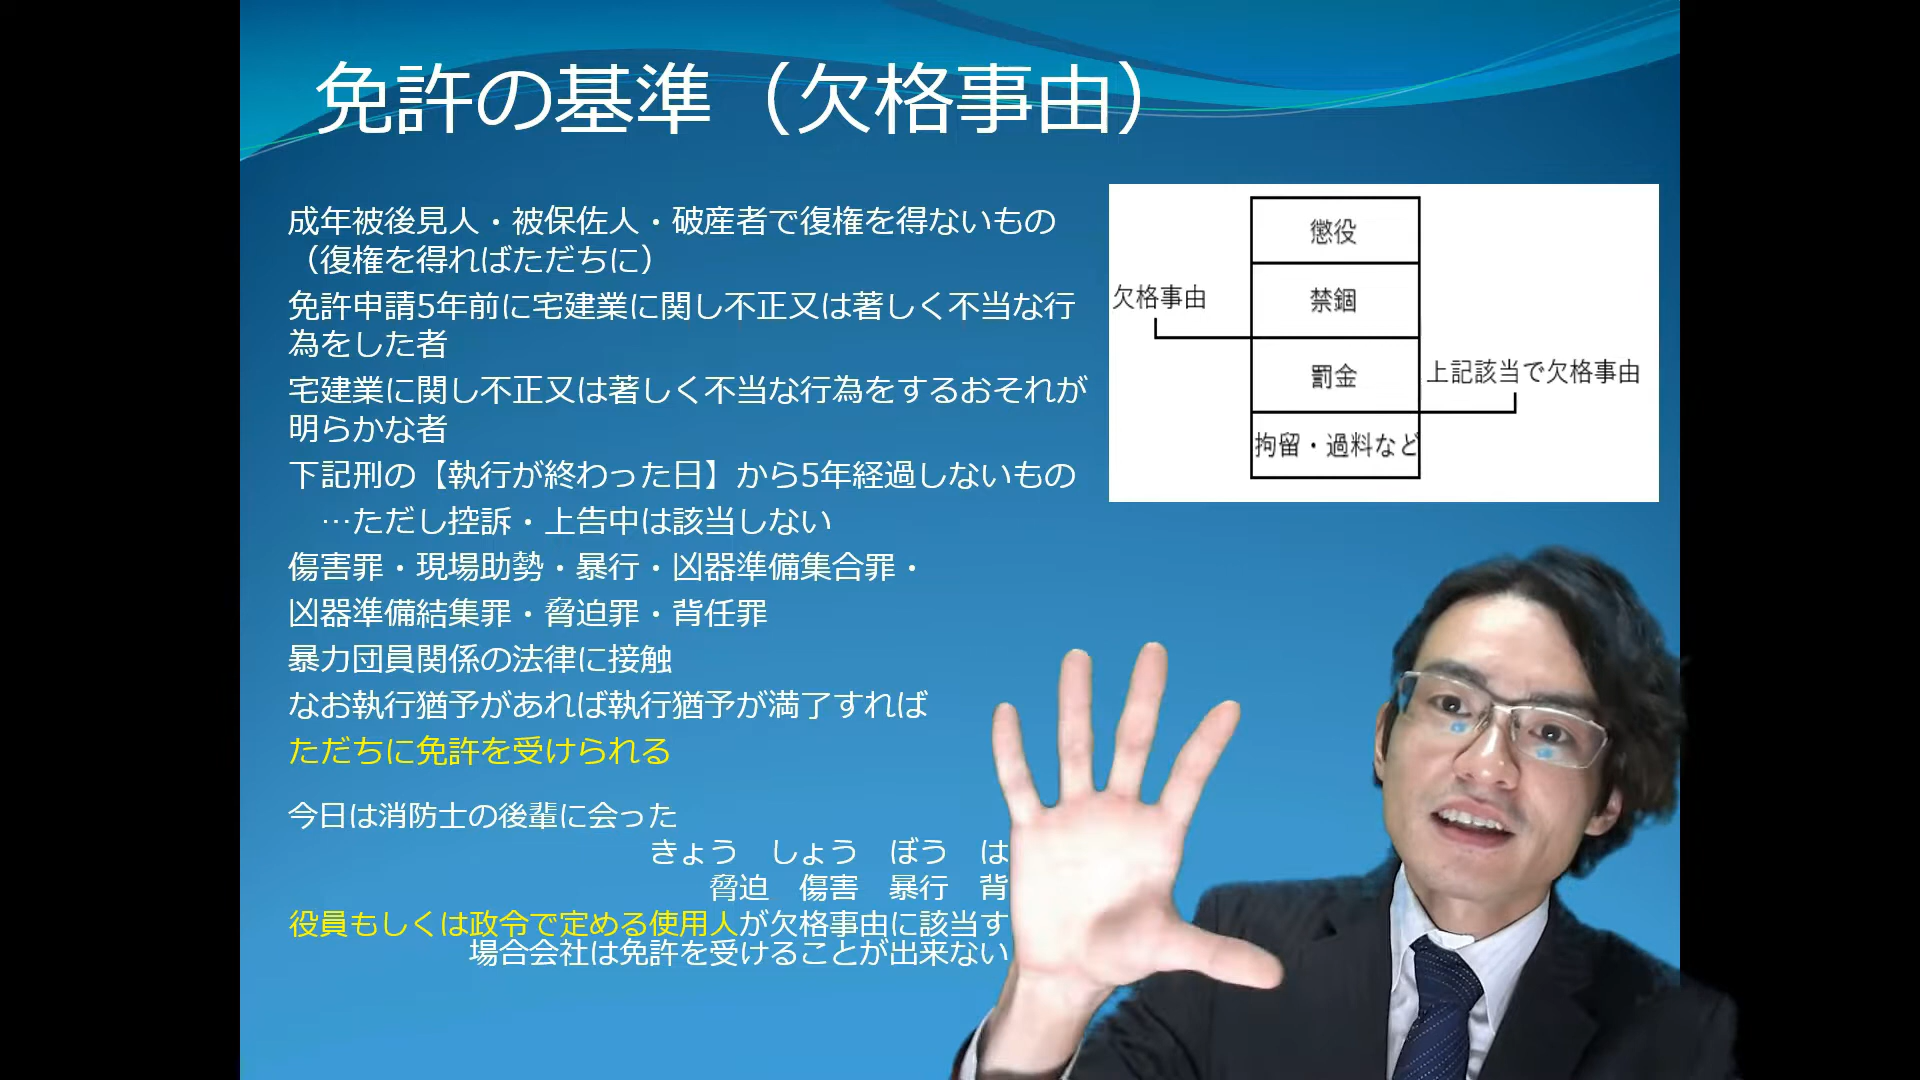 免許の基準（欠格事由）
成年被後見人・被保佐人・破産者で復権を得ないもの
（復権を得ればただちに）
免許申請5年前に宅建業に関し不正又は著しく不当な行
為をした者
宅建業に関し不正又は著しく不当な行為をするおそれが
明らかな者
下記刑の【執行が終わった日】から5年経過しないもの
…ただし控訴・上告中は該当しない
傷害罪・現場助勢・暴行・凶器準備集合罪・
凶器準備結集罪・脅迫罪・背任罪
暴力団員関係の法律に接触
なお執行猶予があれば執行猶予が満了すれば
ただちに免許を受けられる
今日は消防士の後輩に会った
きょう　しょう　ぼう　は
脅迫　傷害　暴行　背
役員もしくは政令で定める使用人が欠格事由に該当す
場合会社は免許を受けることが出来ない
懲役
禁錮
欠格事由
罰金
上記該当で欠格事由
拘留・過料など